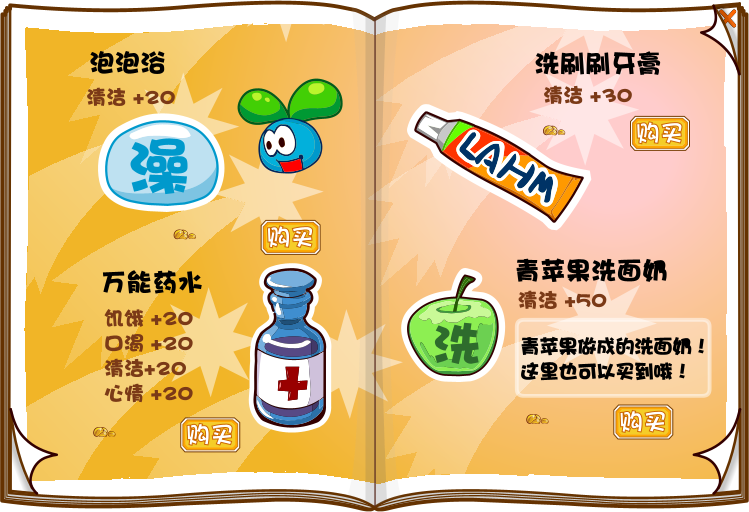 泡泡浴
清洁 +20
澡
购买
万能药水
饥饿 +20
口渴 +20
清洁+20
心情 +20
购买
洗刷刷牙膏
清洁 +30
购买
LAHM
青苹果洗面奶
清洁 +50
洗
青苹果做成的洗面奶！
这里也可以买到哦！
购买